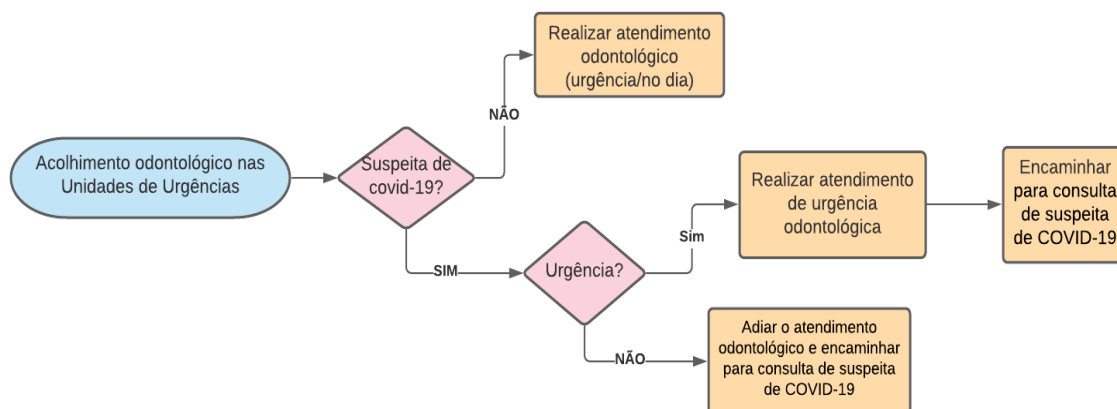 Realizar atendimento
odontológico
(urgência/no dia)
NÃO
Acolhimento odontológico nas
Unidades de Urgências
Suspeita de
covid-19?
SIM
Urgência?
Sim
Realizar atendimento
de urgência
odontológica
Encaminhar
para consulta
de suspeita
de COVID-19
NÃO
Adiar o atendimento
odontológico e encaminhar
para consulta de suspeita
de COVID-19